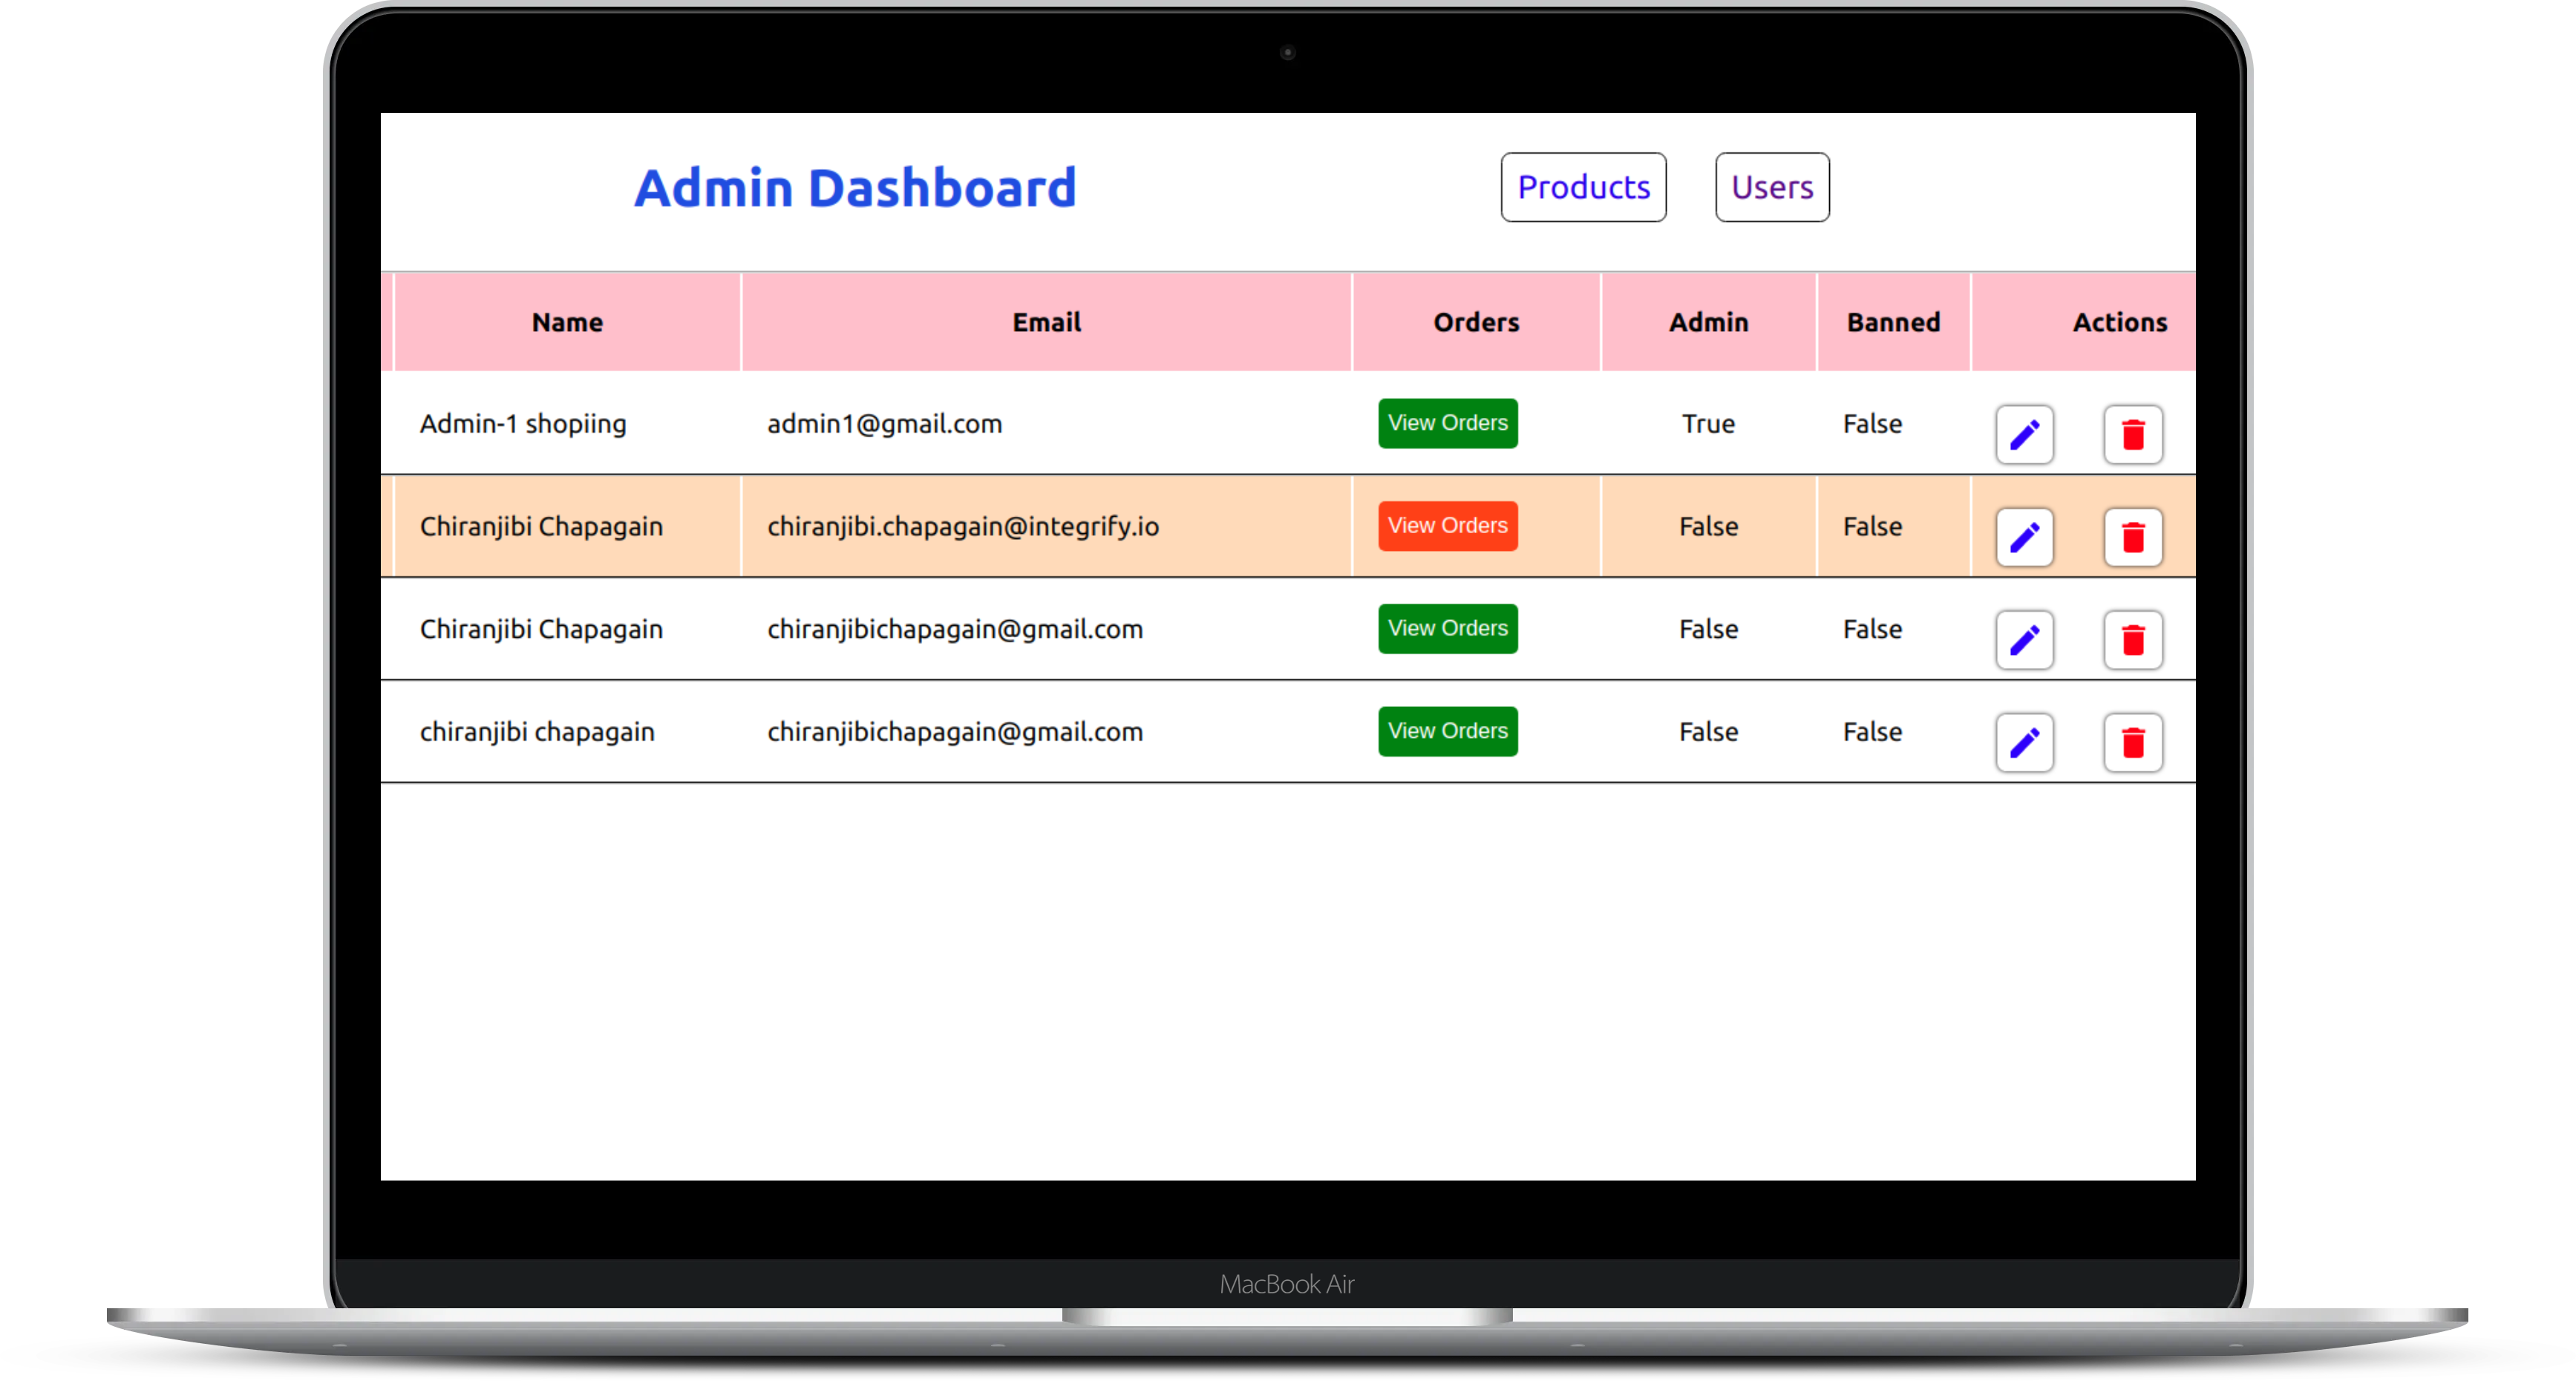 Admin Dashboard Products Users
Name Email Orders Admin Banned Actions
Admin-1 shopiing admin1@gmail.com View Orders True False
Chiranjibi Chapagain chiranjibi.chapagain@integrify.io View Orders False False
Chiranjibi Chapagain chiranjibichapagain@gmail.com View Orders False False
chiranjibi chapagain chiranjibichapagain@gmail.com View Orders False False
MacBook Air